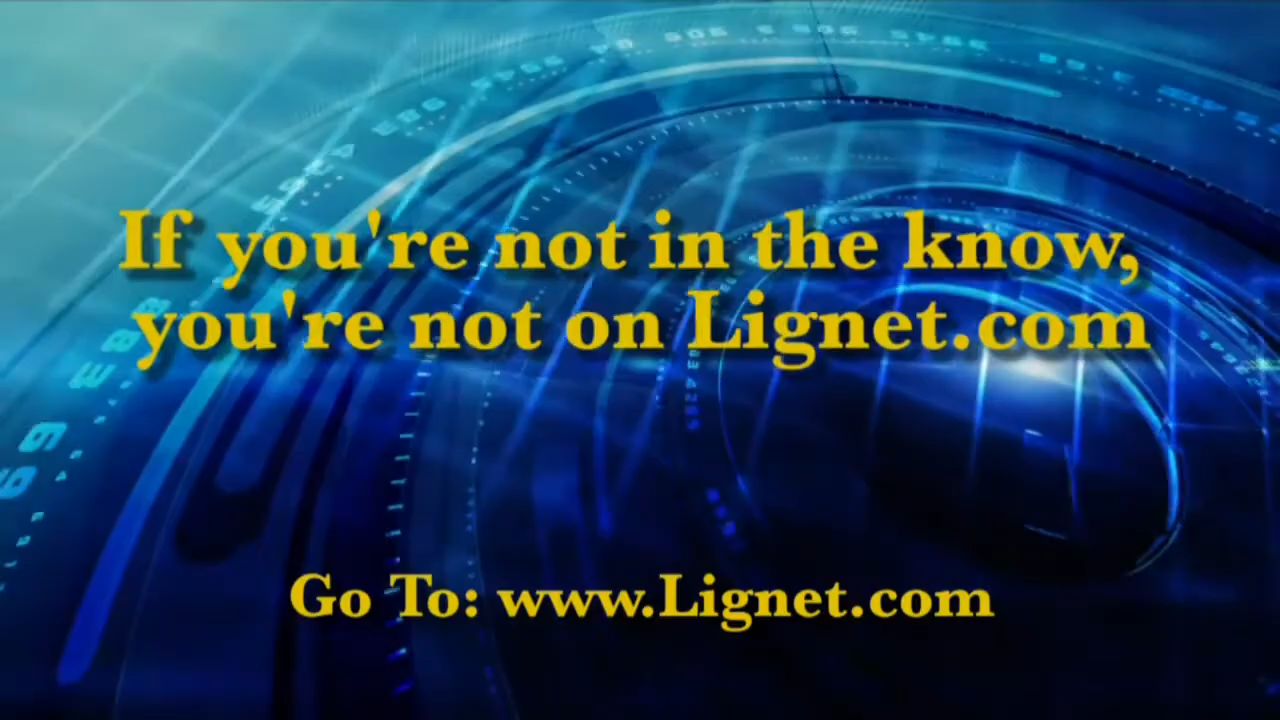 If you're not in the know,
you're not on Lignet.com
Go To: www.Lignet.com